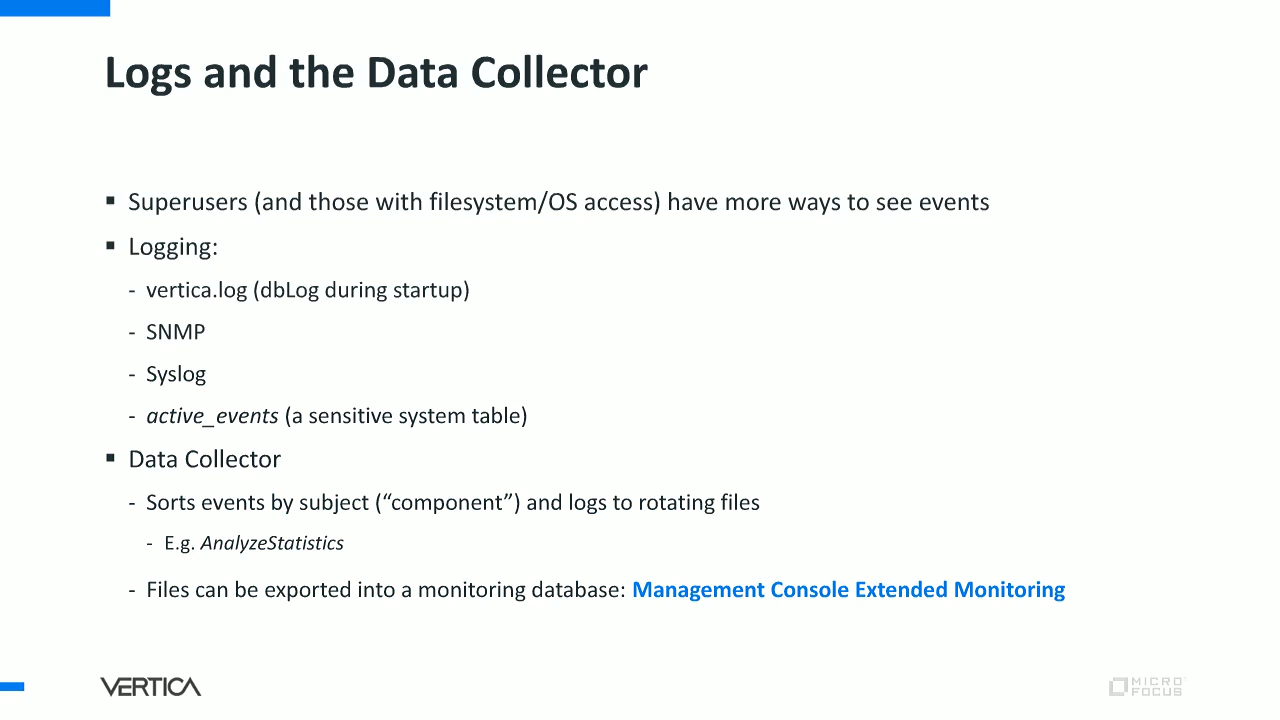 Logs and the Data Collector
▪ Superusers (and those with filesystem/OS access) have more ways to see events
▪ Logging:
- vertica.log (dbLog during startup)
- SNMP
- Syslog
- active_events (a sensitive system table)
▪ Data Collector
- Sorts events by subject (“component”) and logs to rotating files
- E.g. AnalyzeStatistics
- Files can be exported into a monitoring database: Management Console Extended Monitoring
VERTICA
MICRO
FOCUS